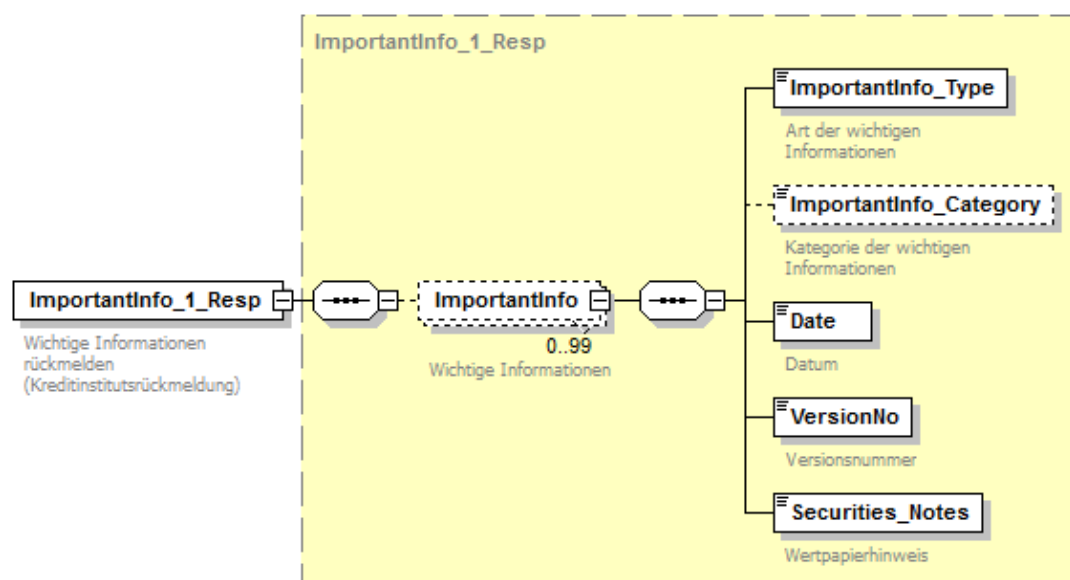 ImportantInfo_1_Resp
ImportantInfo_Type
Art der wichtigen
Informationen
ImportantInfo_Category
Kategorie der wichtigen
Informationen
ImportantInfo_1_Resp
Wichtige Informationen
rückmelden
(Kreditinstitutsrückmeldung)
ImportantInfo
0..99
Wichtige Informationen
Date
Datum
VersionNo
Versionsnummer
Securities_Notes
Wertpapierhinweis